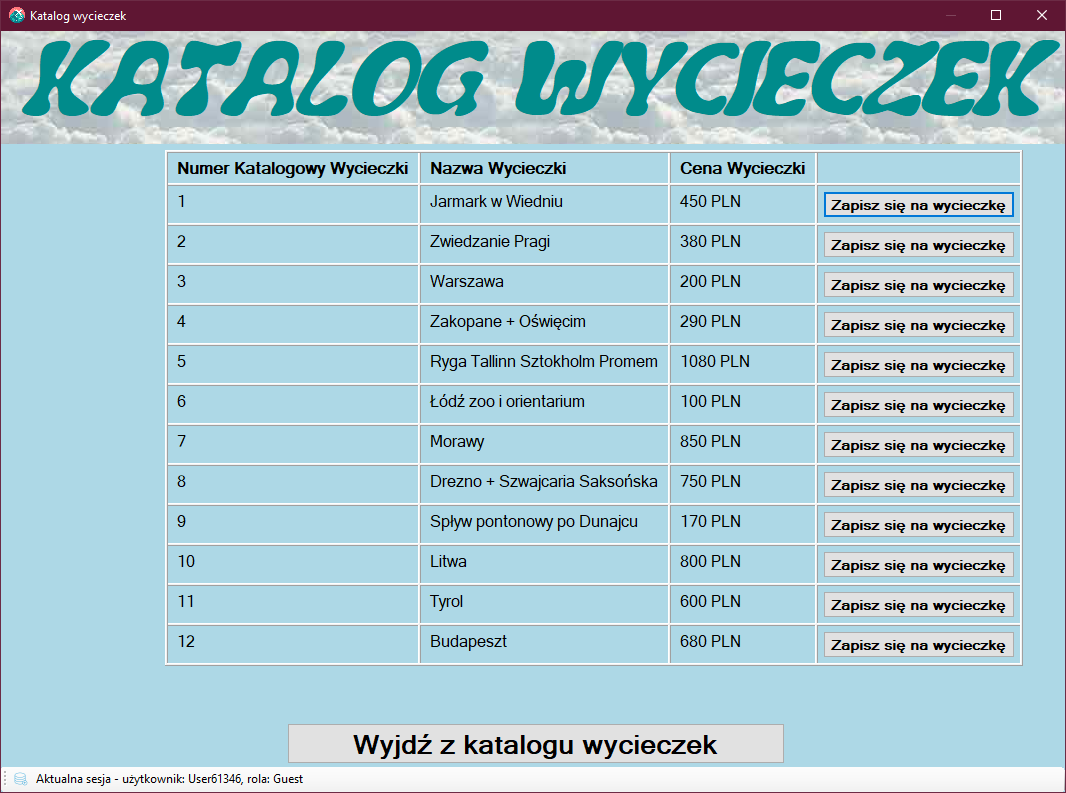 Katalog wycieczek
KATALOG WYCIECZEK
Numer Katalogowy Wycieczki Nazwa Wycieczki Cena Wycieczki
1 Jarmark w Wiedniu 450 PLN Zapisz się na wycieczkę
2 Zwiedzanie Pragi 380 PLN Zapisz się na wycieczkę
3 Warszawa 200 PLN Zapisz się na wycieczkę
4 Zakopane + Oświęcim 290 PLN Zapisz się na wycieczkę
5 Ryga Tallinn Sztokholm Promem 1080 PLN Zapisz się na wycieczkę
6 Łódź zoo i orientarium 100 PLN Zapisz się na wycieczkę
7 Morawy 850 PLN Zapisz się na wycieczkę
8 Drezno + Szwajcaria Saksońska 750 PLN Zapisz się na wycieczkę
9 Spływ pontonowy po Dunajcu 170 PLN Zapisz się na wycieczkę
10 Litwa 800 PLN Zapisz się na wycieczkę
11 Tyrol 600 PLN Zapisz się na wycieczkę
12 Budapeszt 680 PLN Zapisz się na wycieczkę
Wyjdź z katalogu wycieczek
Aktualna sesja - użytkownik: User61346, rola: Guest